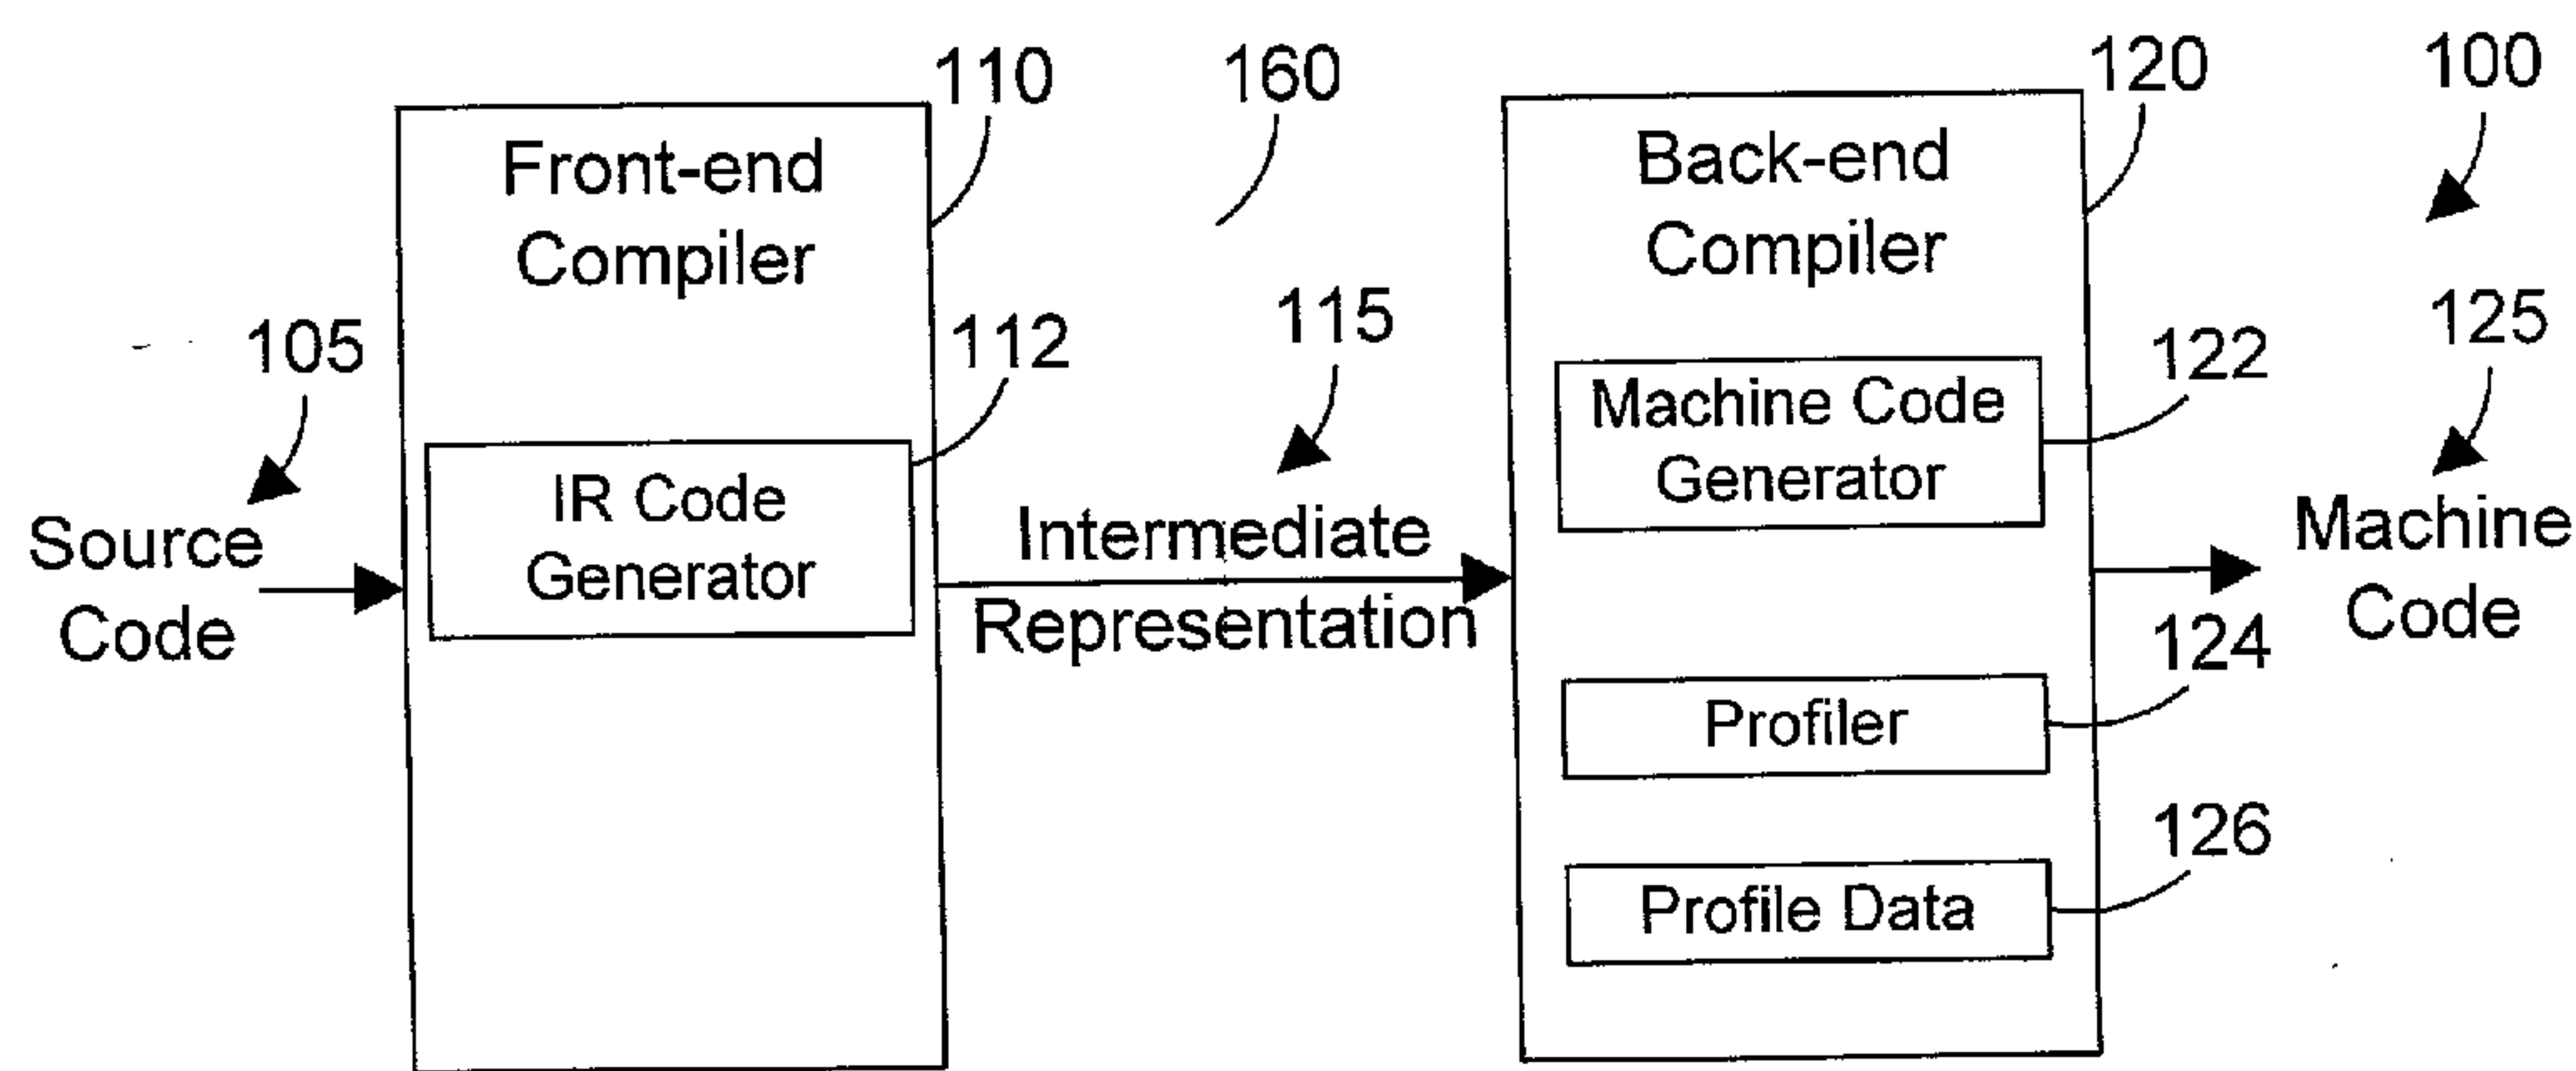 110
160
120
100
Front-end
Compiler
Back-end
Compiler
105
112
115
122
125
Source
Code
IR Code
Generator
Intermediate
Representation
Machine Code
Generator
Machine
Code
124
Profiler
126
Profile Data